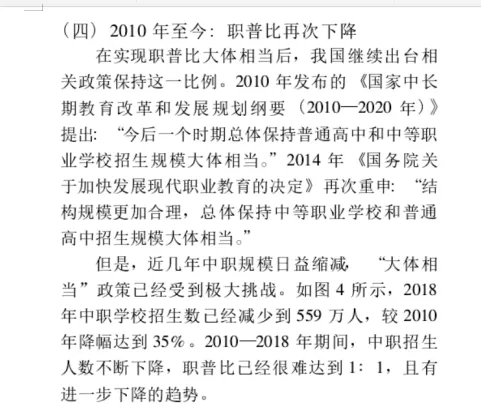 （四）2010 年至今：职普比再次下降
在实现职普比大体相当后，我国继续出台相
关政策保持这一比例。2010 年发布的《国家中长
期教育改革和发展规划纲要（2010—2020 年）》
提出：“今后一个时期总体保持普通高中和中等职
业学校招生规模大体相当。”2014 年《国务院关
于加快发展现代职业教育的决定》再次重申：“结
构规模更加合理，总体保持中等职业学校和普通
高中招生规模大体相当。”
但是，近几年中职规模日益缩减，“大体相
当”政策已经受到极大挑战。如图 4 所示，2018
年中职学校招生数已经减少到 559 万人，较 2010
年降幅达到 35%。2010—2018 年期间，中职招生
人数不断下降，职普比已经很难达到 1：1，且有
进一步下降的趋势。